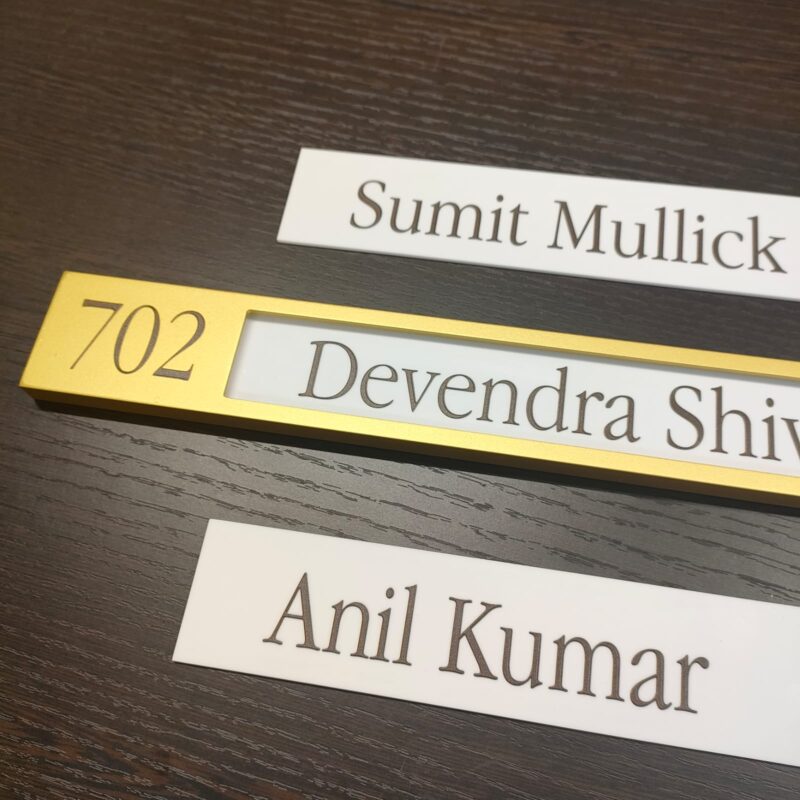 Sumit Mullick
702 Devendra Shiv
Anil Kumar